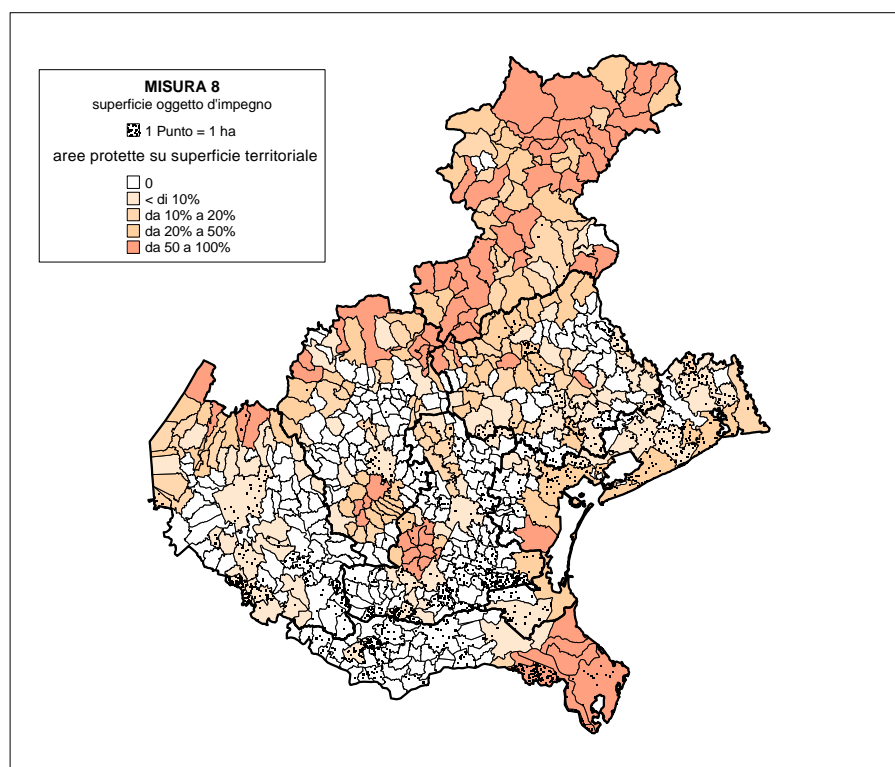 MISURA 8
superficie oggetto d'impegno
1 Punto = 1 ha
aree protette su superficie territoriale
0
< di 10%
da 10% a 20%
da 20% a 50%
da 50 a 100%